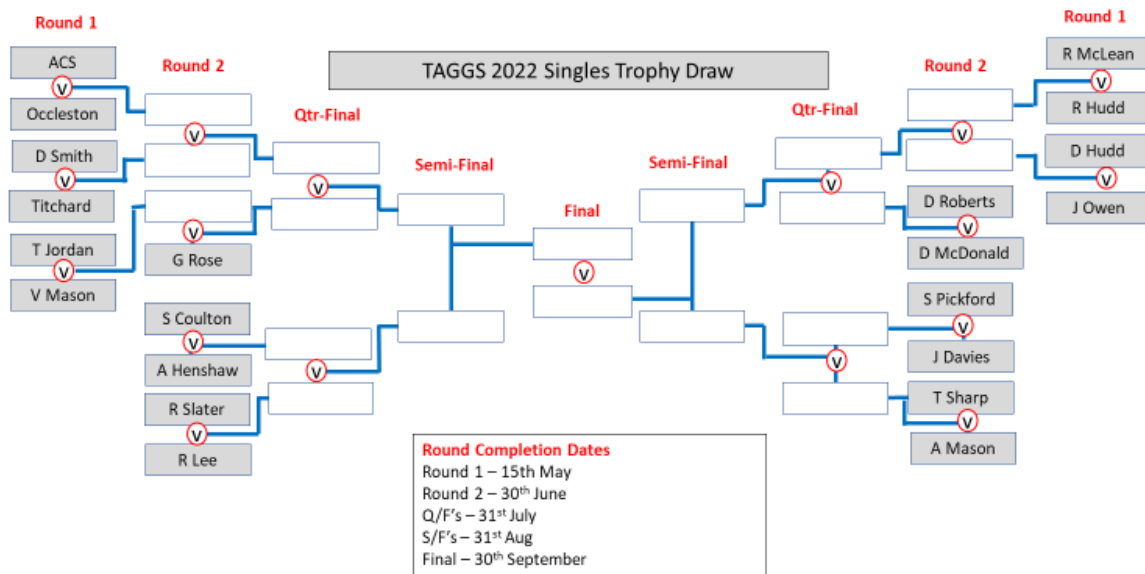 Round 1
ACS
V
Occleston
D Smith
V
Titchard
T Jordan
V
V Mason
Round 2
V
V
G Rose
S Coulton
V
A Henshaw
R Slater
V
R Lee
TAGGS 2022 Singles Trophy Draw
Qtr-Final
V
V
Semi-Final
Final
V
Semi-Final
Qtr-Final
V
V
Round 2
V
D Roberts
V
D McDonald
S Pickford
V
J Davies
T Sharp
V
A Mason
Round 1
R McLean
V
R Hudd
D Hudd
V
J Owen
Round Completion Dates
Round 1 – 15th May
Round 2 – 30th June
Q/F's – 31st July
S/F's – 31st Aug
Final – 30th September